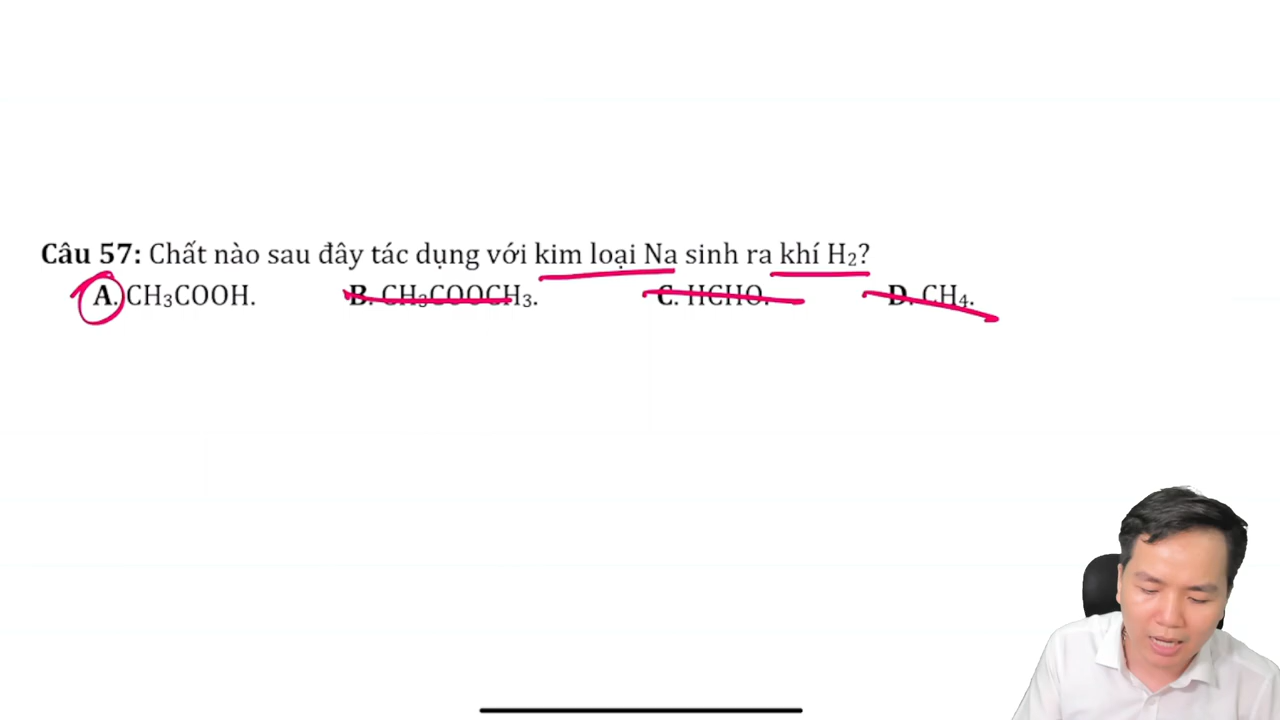 Câu 57: Chất nào sau đây tác dụng với kim loại Na sinh ra khí H₂?
A. CH₃COOH. B. CH₃COOCH₃. C. HCHO. D. CH₄.